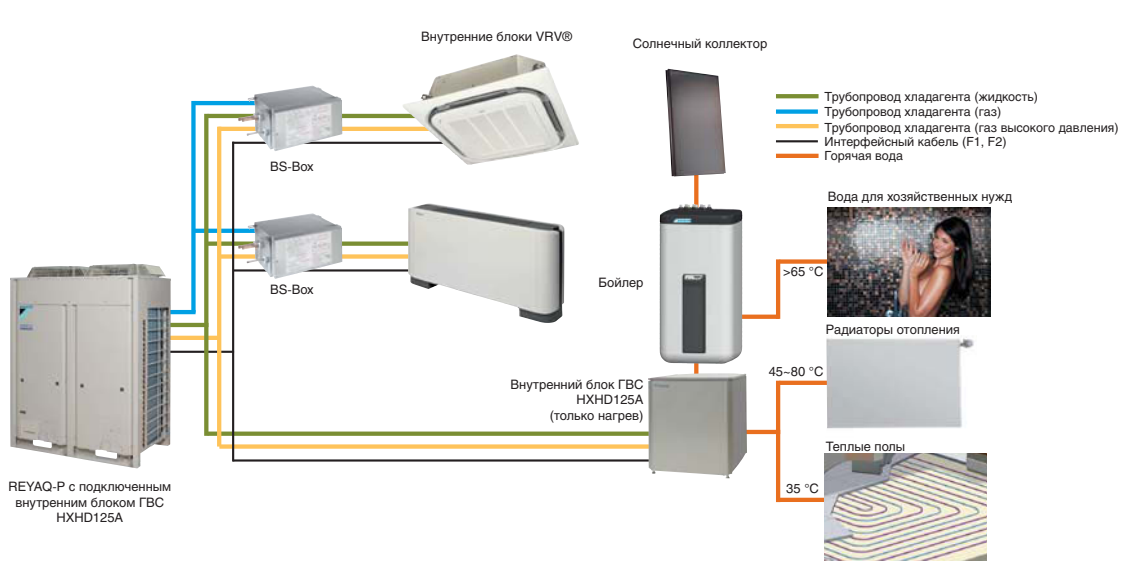 Внутренние блоки VRV®
Солнечный коллектор
Трубопровод хладагента (жидкость)
Трубопровод хладагента (газ)
Трубопровод хладагента (газ высокого давления)
Интерфейсный кабель (F1, F2)
Горячая вода
BS-Box
Вода для хозяйственных нужд
>65 °C
Бойлер
BS-Box
Радиаторы отопления
45~80 °C
Внутренний блок ГВС
HXHD125A
(только нагрев)
Теплые полы
35 °C
REYAQ-P с подключенным
внутренним блоком ГВС
HXHD125A